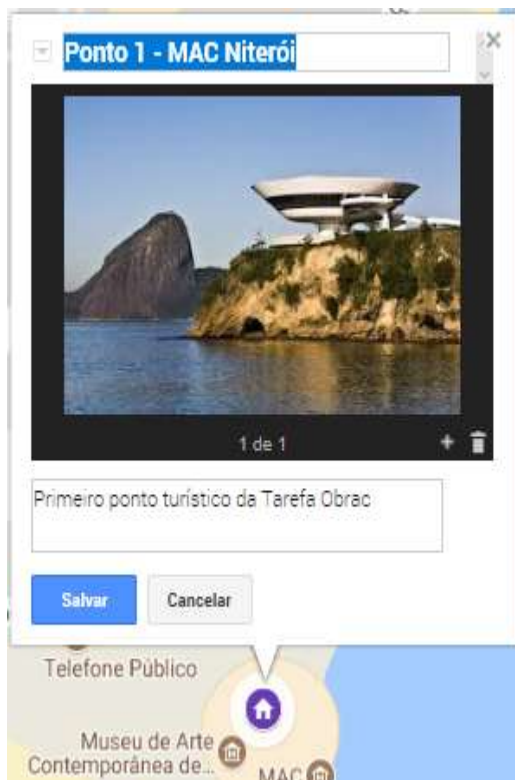 Ponto 1 - MAC Niterói
1 de 1
Primeiro ponto turístico da Tarefa Obrac
Salvar
Cancelar
Telefone Público
Museu de Arte
Contemporânea de...
MAC